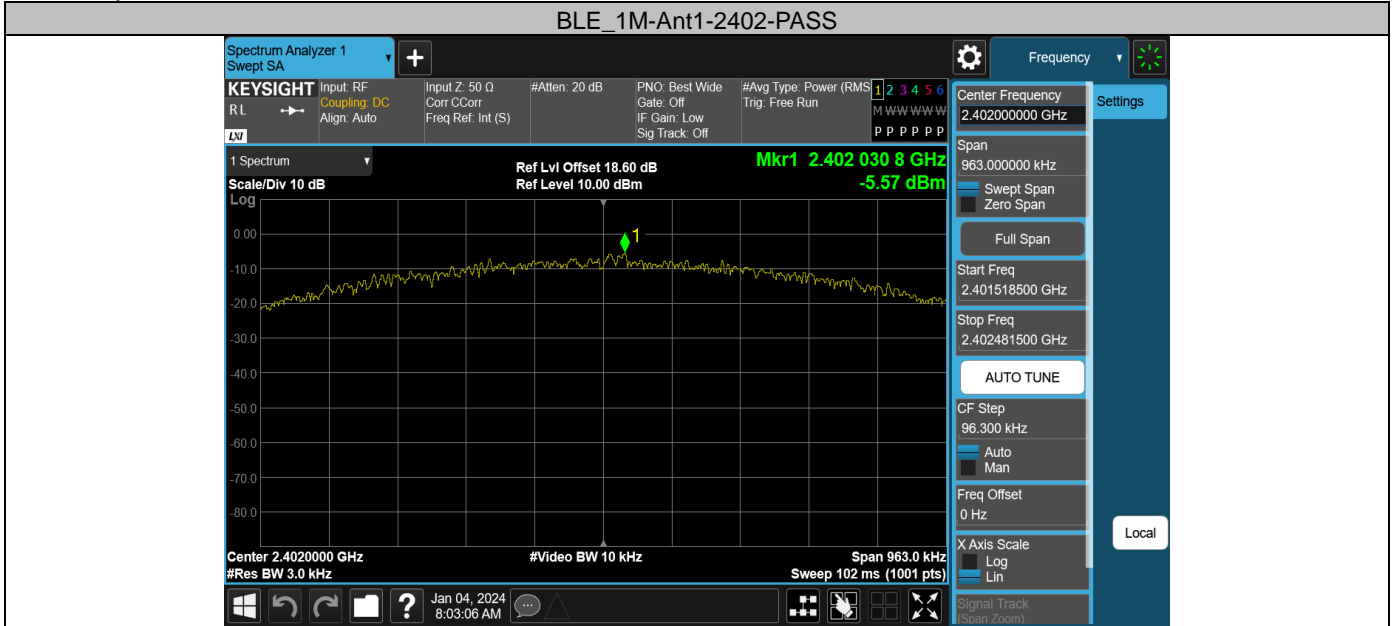 BLE_1M-Ant1-2402-PASS
Spectrum Analyzer 1
Swept SA
Frequency
KEYSIGHT
RL
LXI
Input: RF
Coupling: DC
Align: Auto
Input Z: 50 Ω
Corr CCorr
Freq Ref: Int (S)
#Atten: 20 dB
PNO: Best Wide
Gate: Off
IF Gain: Low
Sig Track: Off
#Avg Type: Power (RMS
Trig: Free Run
1 2 3 4 5 6
M W W W W W
P P P P P P
1 Spectrum
Scale/Div 10 dB
Log
Ref Lvl Offset 18.60 dB
Ref Level 10.00 dBm
Mkr1 2.402 030 8 GHz
-5.57 dBm
1
0.00
-10.0
-20.0
-30.0
-40.0
-50.0
-60.0
-70.0
-80.0
Center 2.4020000 GHz
#Res BW 3.0 kHz
#Video BW 10 kHz
Span 963.0 kHz
Sweep 102 ms (1001 pts)
Center Frequency
2.402000000 GHz
Span
963.000000 kHz
Swept Span
Zero Span
Full Span
Start Freq
2.401518500 GHz
Stop Freq
2.402481500 GHz
AUTO TUNE
CF Step
96.300 kHz
Auto
Man
Freq Offset
0 Hz
X Axis Scale
Log
Lin
Signal Track
(Span Zoom)
Settings
Local
?
Jan 04, 2024
8:03:06 AM